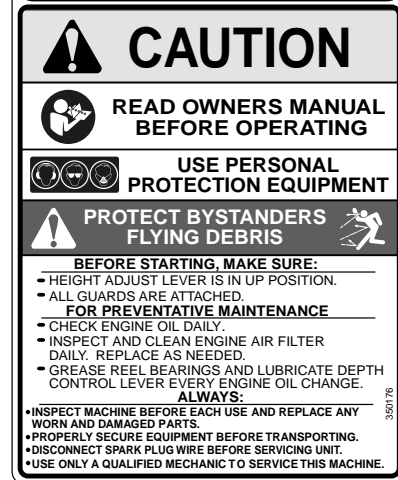 CAUTION
READ OWNERS MANUAL
BEFORE OPERATING
USE PERSONAL
PROTECTION EQUIPMENT
PROTECT BYSTANDERS
FLYING DEBRIS
BEFORE STARTING, MAKE SURE:
- HEIGHT ADJUST LEVER IS IN UP POSITION.
- ALL GUARDS ARE ATTACHED.
FOR PREVENTATIVE MAINTENANCE
- CHECK ENGINE OIL DAILY.
- INSPECT AND CLEAN ENGINE AIR FILTER
DAILY. REPLACE AS NEEDED.
- GREASE REEL BEARINGS AND LUBRICATE DEPTH
CONTROL LEVER EVERY ENGINE OIL CHANGE.
ALWAYS:
•INSPECT MACHINE BEFORE EACH USE AND REPLACE ANY
WORN AND DAMAGED PARTS.
•PROPERLY SECURE EQUIPMENT BEFORE TRANSPORTING.
•DISCONNECT SPARK PLUG WIRE BEFORE SERVICING UNIT.
•USE ONLY A QUALIFIED MECHANIC TO SERVICE THIS MACHINE.
350176